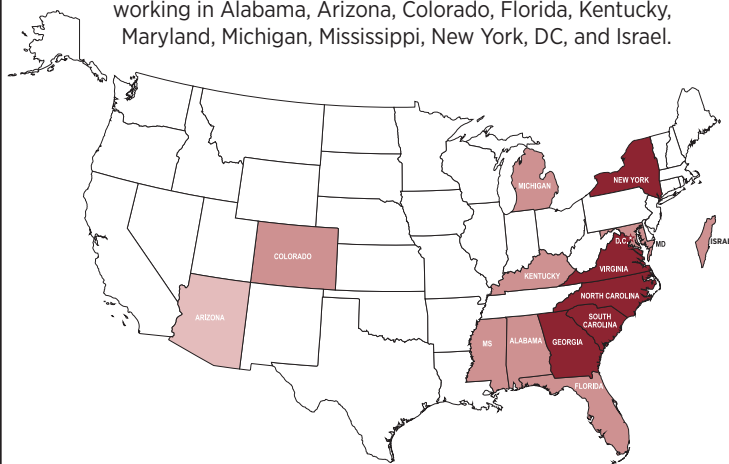 working in Alabama, Arizona, Colorado, Florida, Kentucky,
Maryland, Michigan, Mississippi, New York, DC, and Israel.
MICHIGAN
NEW YORK
D.C.
MD
ISRAE
COLORADO
KENTUCKY
VIRGINIA
NORTH CAROLINA
ARIZONA
SOUTH
CAROLINA
MS
ALABAMA
GEORGIA
FLORIDA